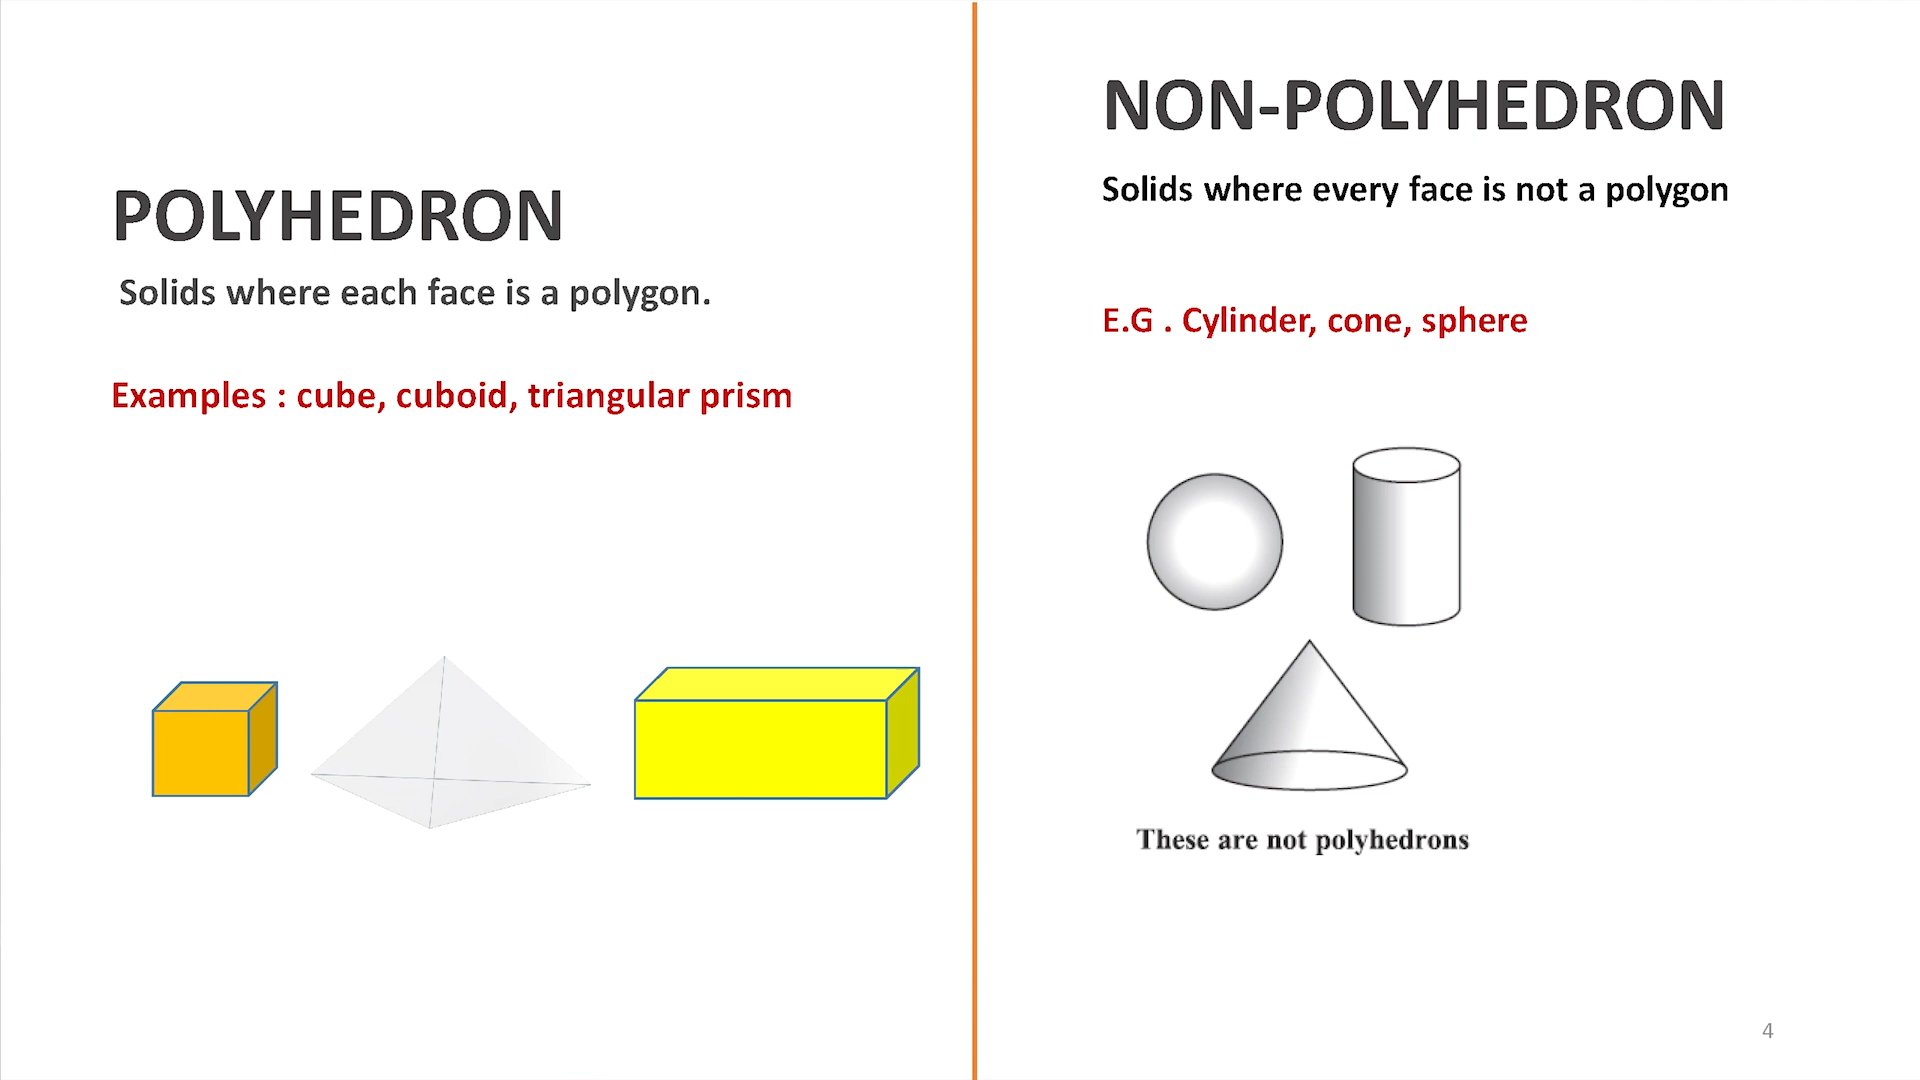 POLYHEDRON
Solids where each face is a polygon.
Examples : cube, cuboid, triangular prism
NON-POLYHEDRON
Solids where every face is not a polygon
E.G . Cylinder, cone, sphere
These are not polyhedrons
4